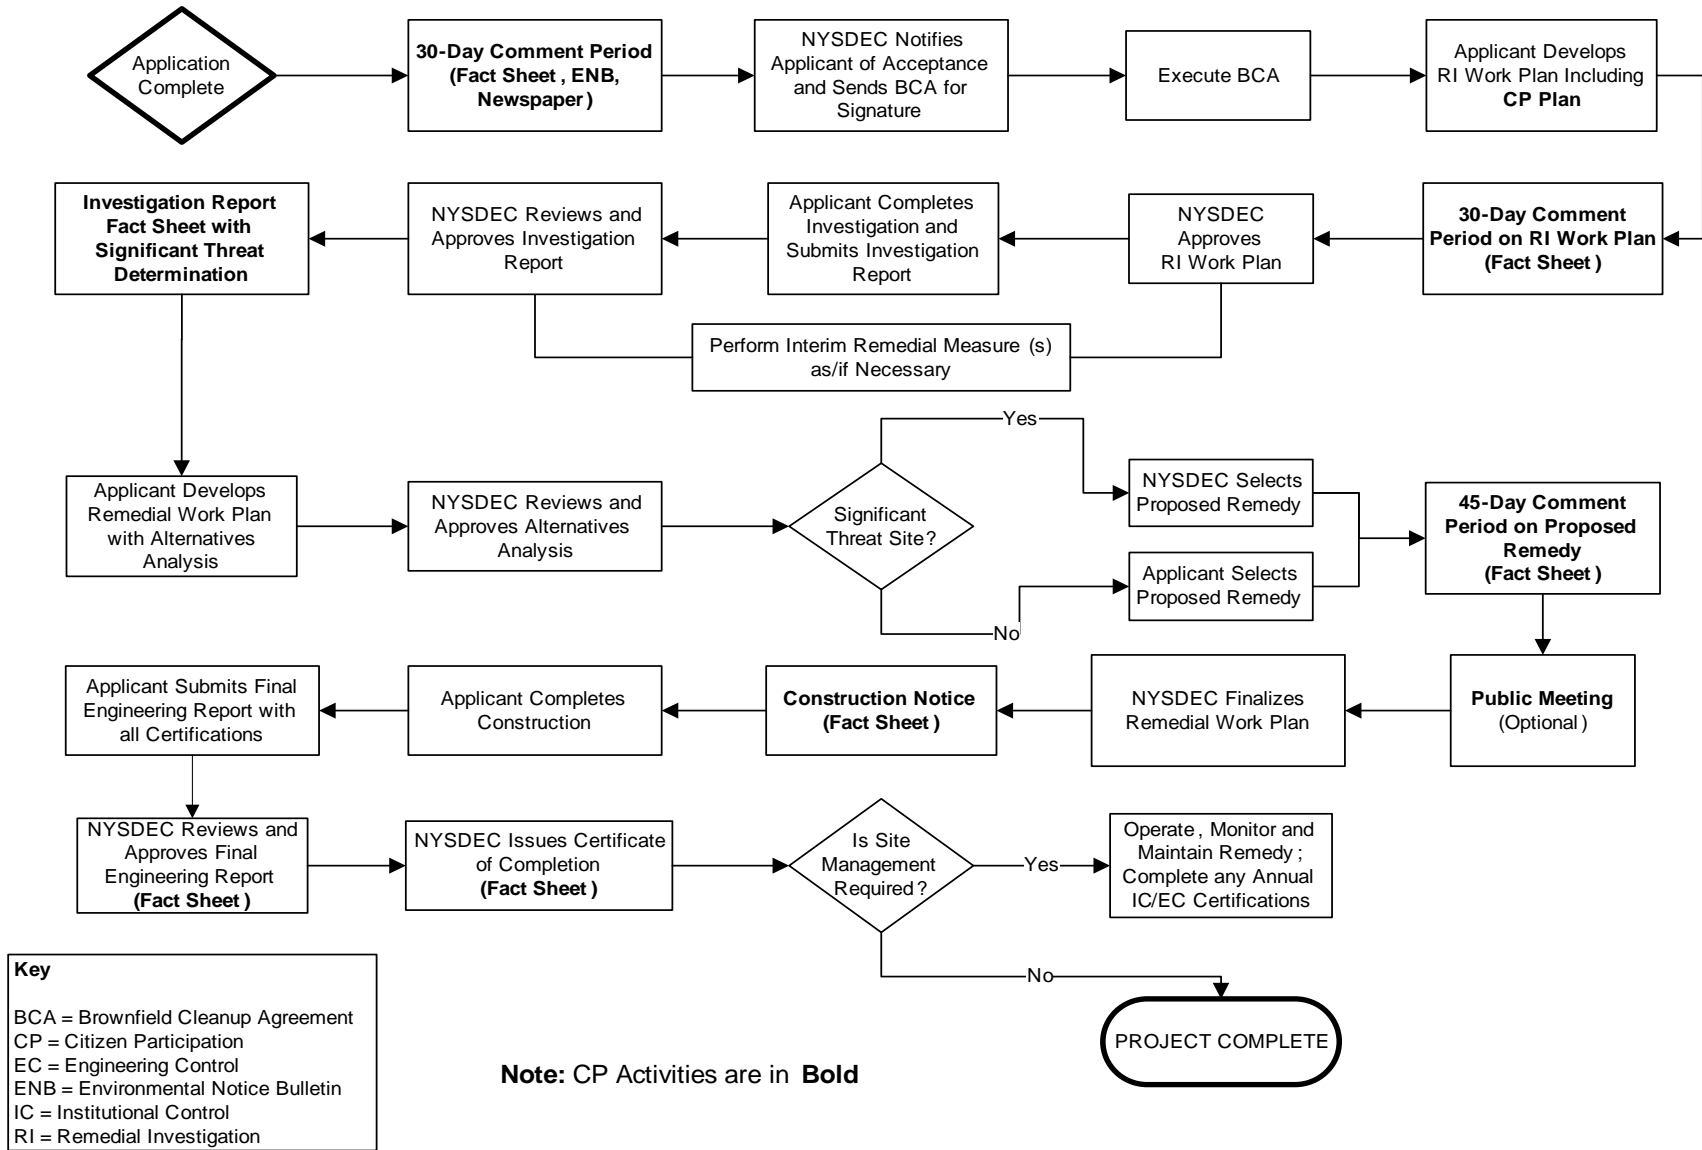 Application
Complete
30-Day Comment Period
(Fact Sheet , ENB,
Newspaper )
NYSDEC Notifies
Applicant of Acceptance
and Sends BCA for
Signature
Execute BCA
Applicant Develops
RI Work Plan Including
CP Plan
Investigation Report
Fact Sheet with
Significant Threat
Determination
NYSDEC Reviews and
Approves Investigation
Report
Applicant Completes
Investigation and
Submits Investigation
Report
NYSDEC
Approves
RI Work Plan
30-Day Comment
Period on RI Work Plan
(Fact Sheet )
Perform Interim Remedial Measure (s)
as/if Necessary
Applicant Develops
Remedial Work Plan
with Alternatives
Analysis
NYSDEC Reviews and
Approves Alternatives
Analysis
Significant
Threat Site ?
Yes
No
NYSDEC Selects
Proposed Remedy
Applicant Selects
Proposed Remedy
45-Day Comment
Period on Proposed
Remedy
(Fact Sheet )
Applicant Submits Final
Engineering Report with
all Certifications
Applicant Completes
Construction
Construction Notice
(Fact Sheet )
NYSDEC Finalizes
Remedial Work Plan
Public Meeting
(Optional )
NYSDEC Reviews and
Approves Final
Engineering Report
(Fact Sheet )
NYSDEC Issues Certificate
of Completion
(Fact Sheet )
Is Site
Management
Required ?
Yes
Operate , Monitor and
Maintain Remedy ;
Complete any Annual
IC/EC Certifications
No
PROJECT COMPLETE
Key
BCA = Brownfield Cleanup Agreement
CP = Citizen Participation
EC = Engineering Control
ENB = Environmental Notice Bulletin
IC = Institutional Control
RI = Remedial Investigation
Note: CP Activities are in Bold